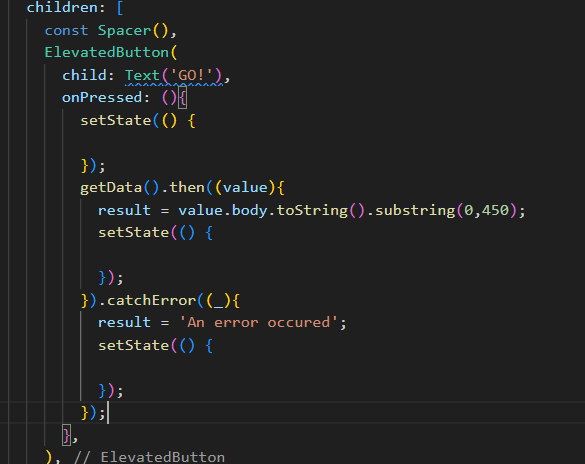 children: [
const Spacer(),
ElevatedButton(
child: Text('GO!'),
onPressed: (){
setState(() {
});
getData().then((value){
result = value.body.toString().substring(0,450);
setState(() {
});
}).catchError((_){
result = 'An error occured';
setState(() {
});
});
},
), // ElevatedButton